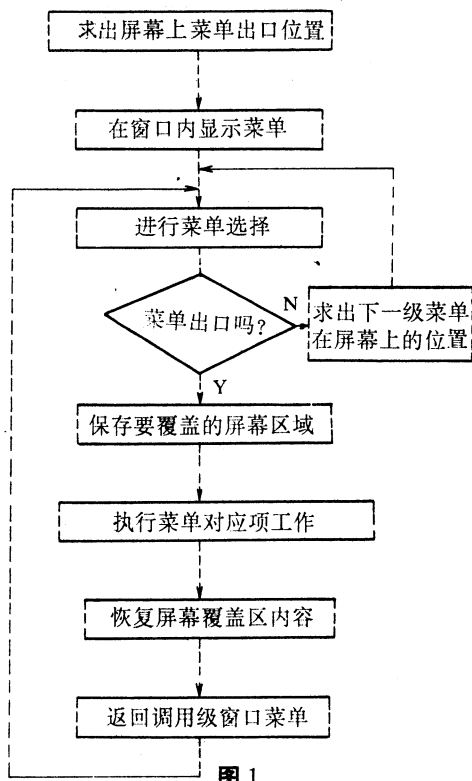 求出屏幕上菜单出口位置
在窗口内显示菜单
进行菜单选择
菜单出口吗?
N
求出下一级菜单
在屏幕上的位置
Y
保存要覆盖的屏幕区域
执行菜单对应项工作
恢复屏幕覆盖区内容
返回调用级窗口菜单
图1